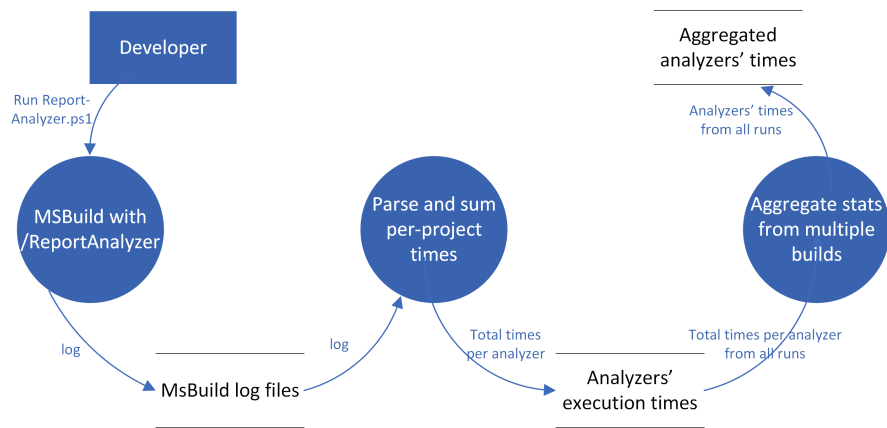 Developer
Aggregated
analyzers' times
Run Report-
Analyzer.ps1
Analyzers' times
from all runs
MSBuild with
/ReportAnalyzer
Parse and sum
per-project
times
Aggregate stats
from multiple
builds
log
log
Total times
per analyzer
Total times per analyzer
from all runs
MsBuild log files
Analyzers'
execution times